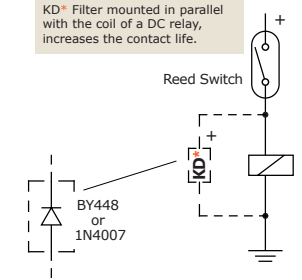 KD* Filter mounted in parallel
with the coil of a DC relay,
increases the contact life.
+
Reed Switch
+
KD*
BY448
or
1N4007